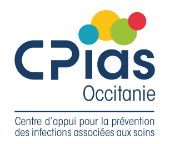 CPias
Occitanie
Centre d'appui pour la prévention
des infections associées aux soins